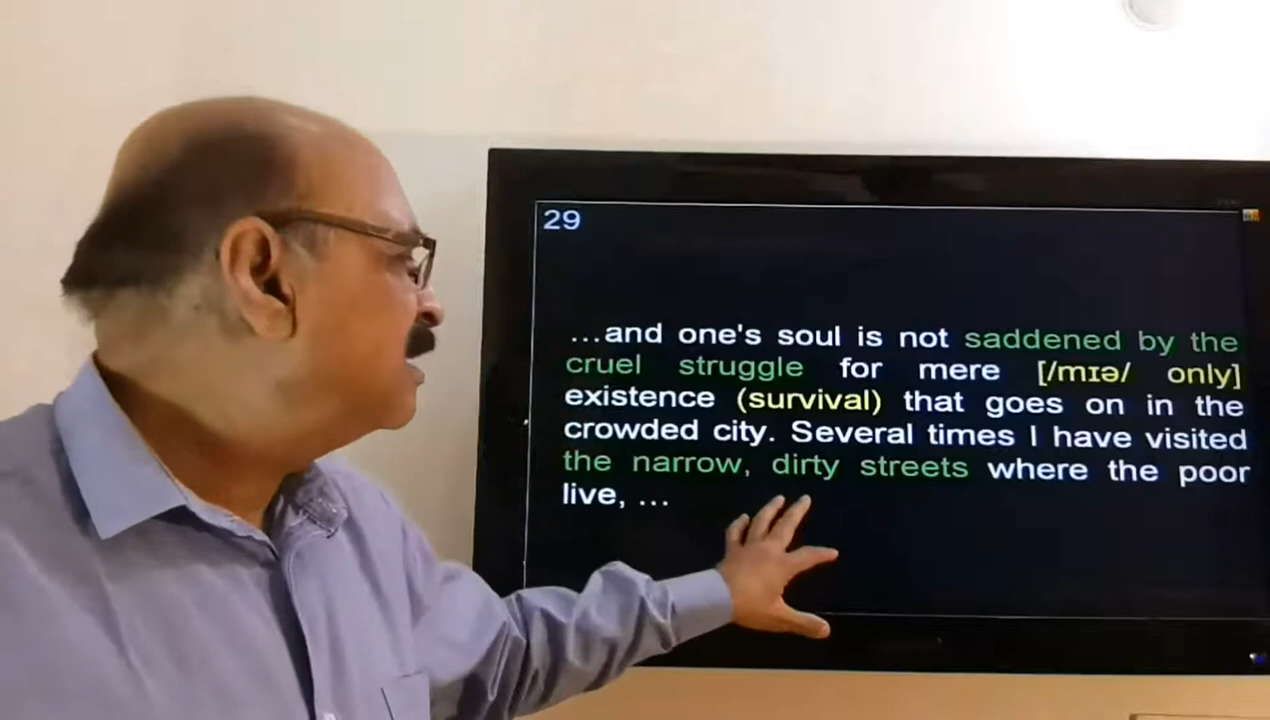 29
...and one's soul is not saddened by the
cruel struggle for mere [/mɪə/ only]
existence (survival) that goes on in the
crowded city. Several times I have visited
the narrow, dirty streets where the poor
live, ...